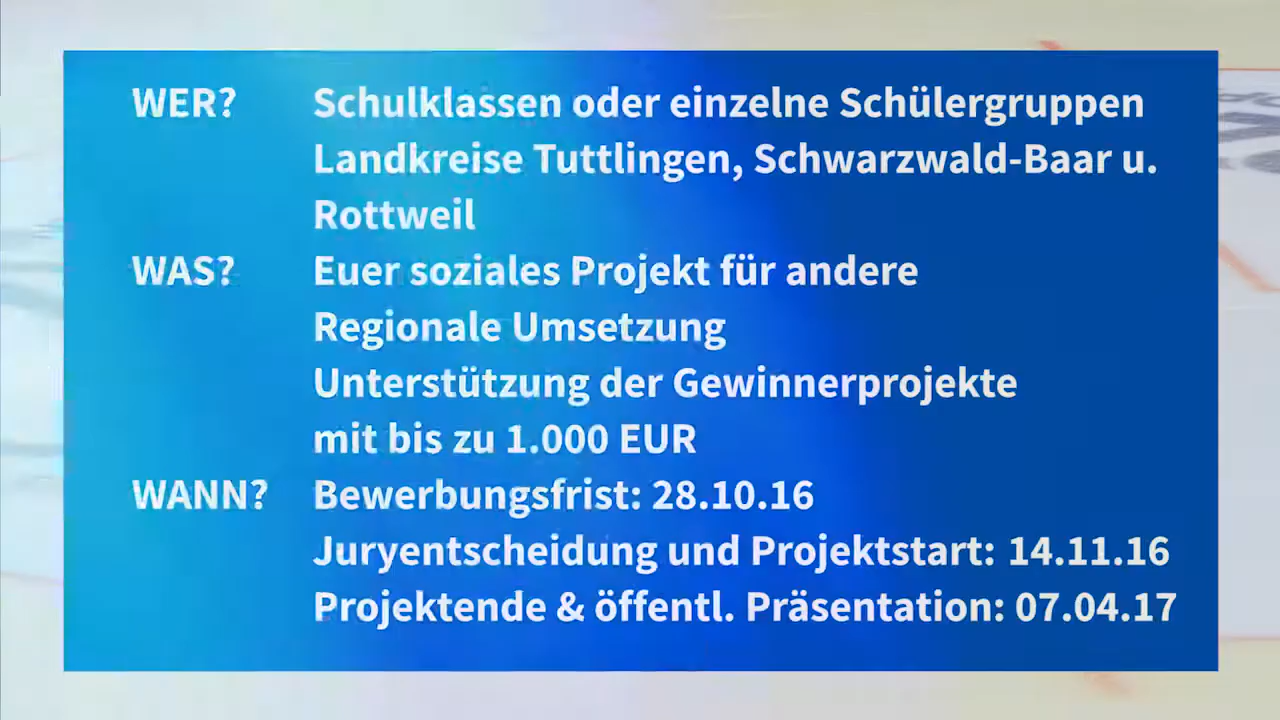 WER? Schulklassen oder einzelne Schülergruppen
Landkreise Tuttlingen, Schwarzwald-Baar u.
Rottweil
WAS? Euer soziales Projekt für andere
Regionale Umsetzung
Unterstützung der Gewinnerprojekte
mit bis zu 1.000 EUR
WANN? Bewerbungsfrist: 28.10.16
Juryentscheidung und Projektstart: 14.11.16
Projektende & öffentl. Präsentation: 07.04.17